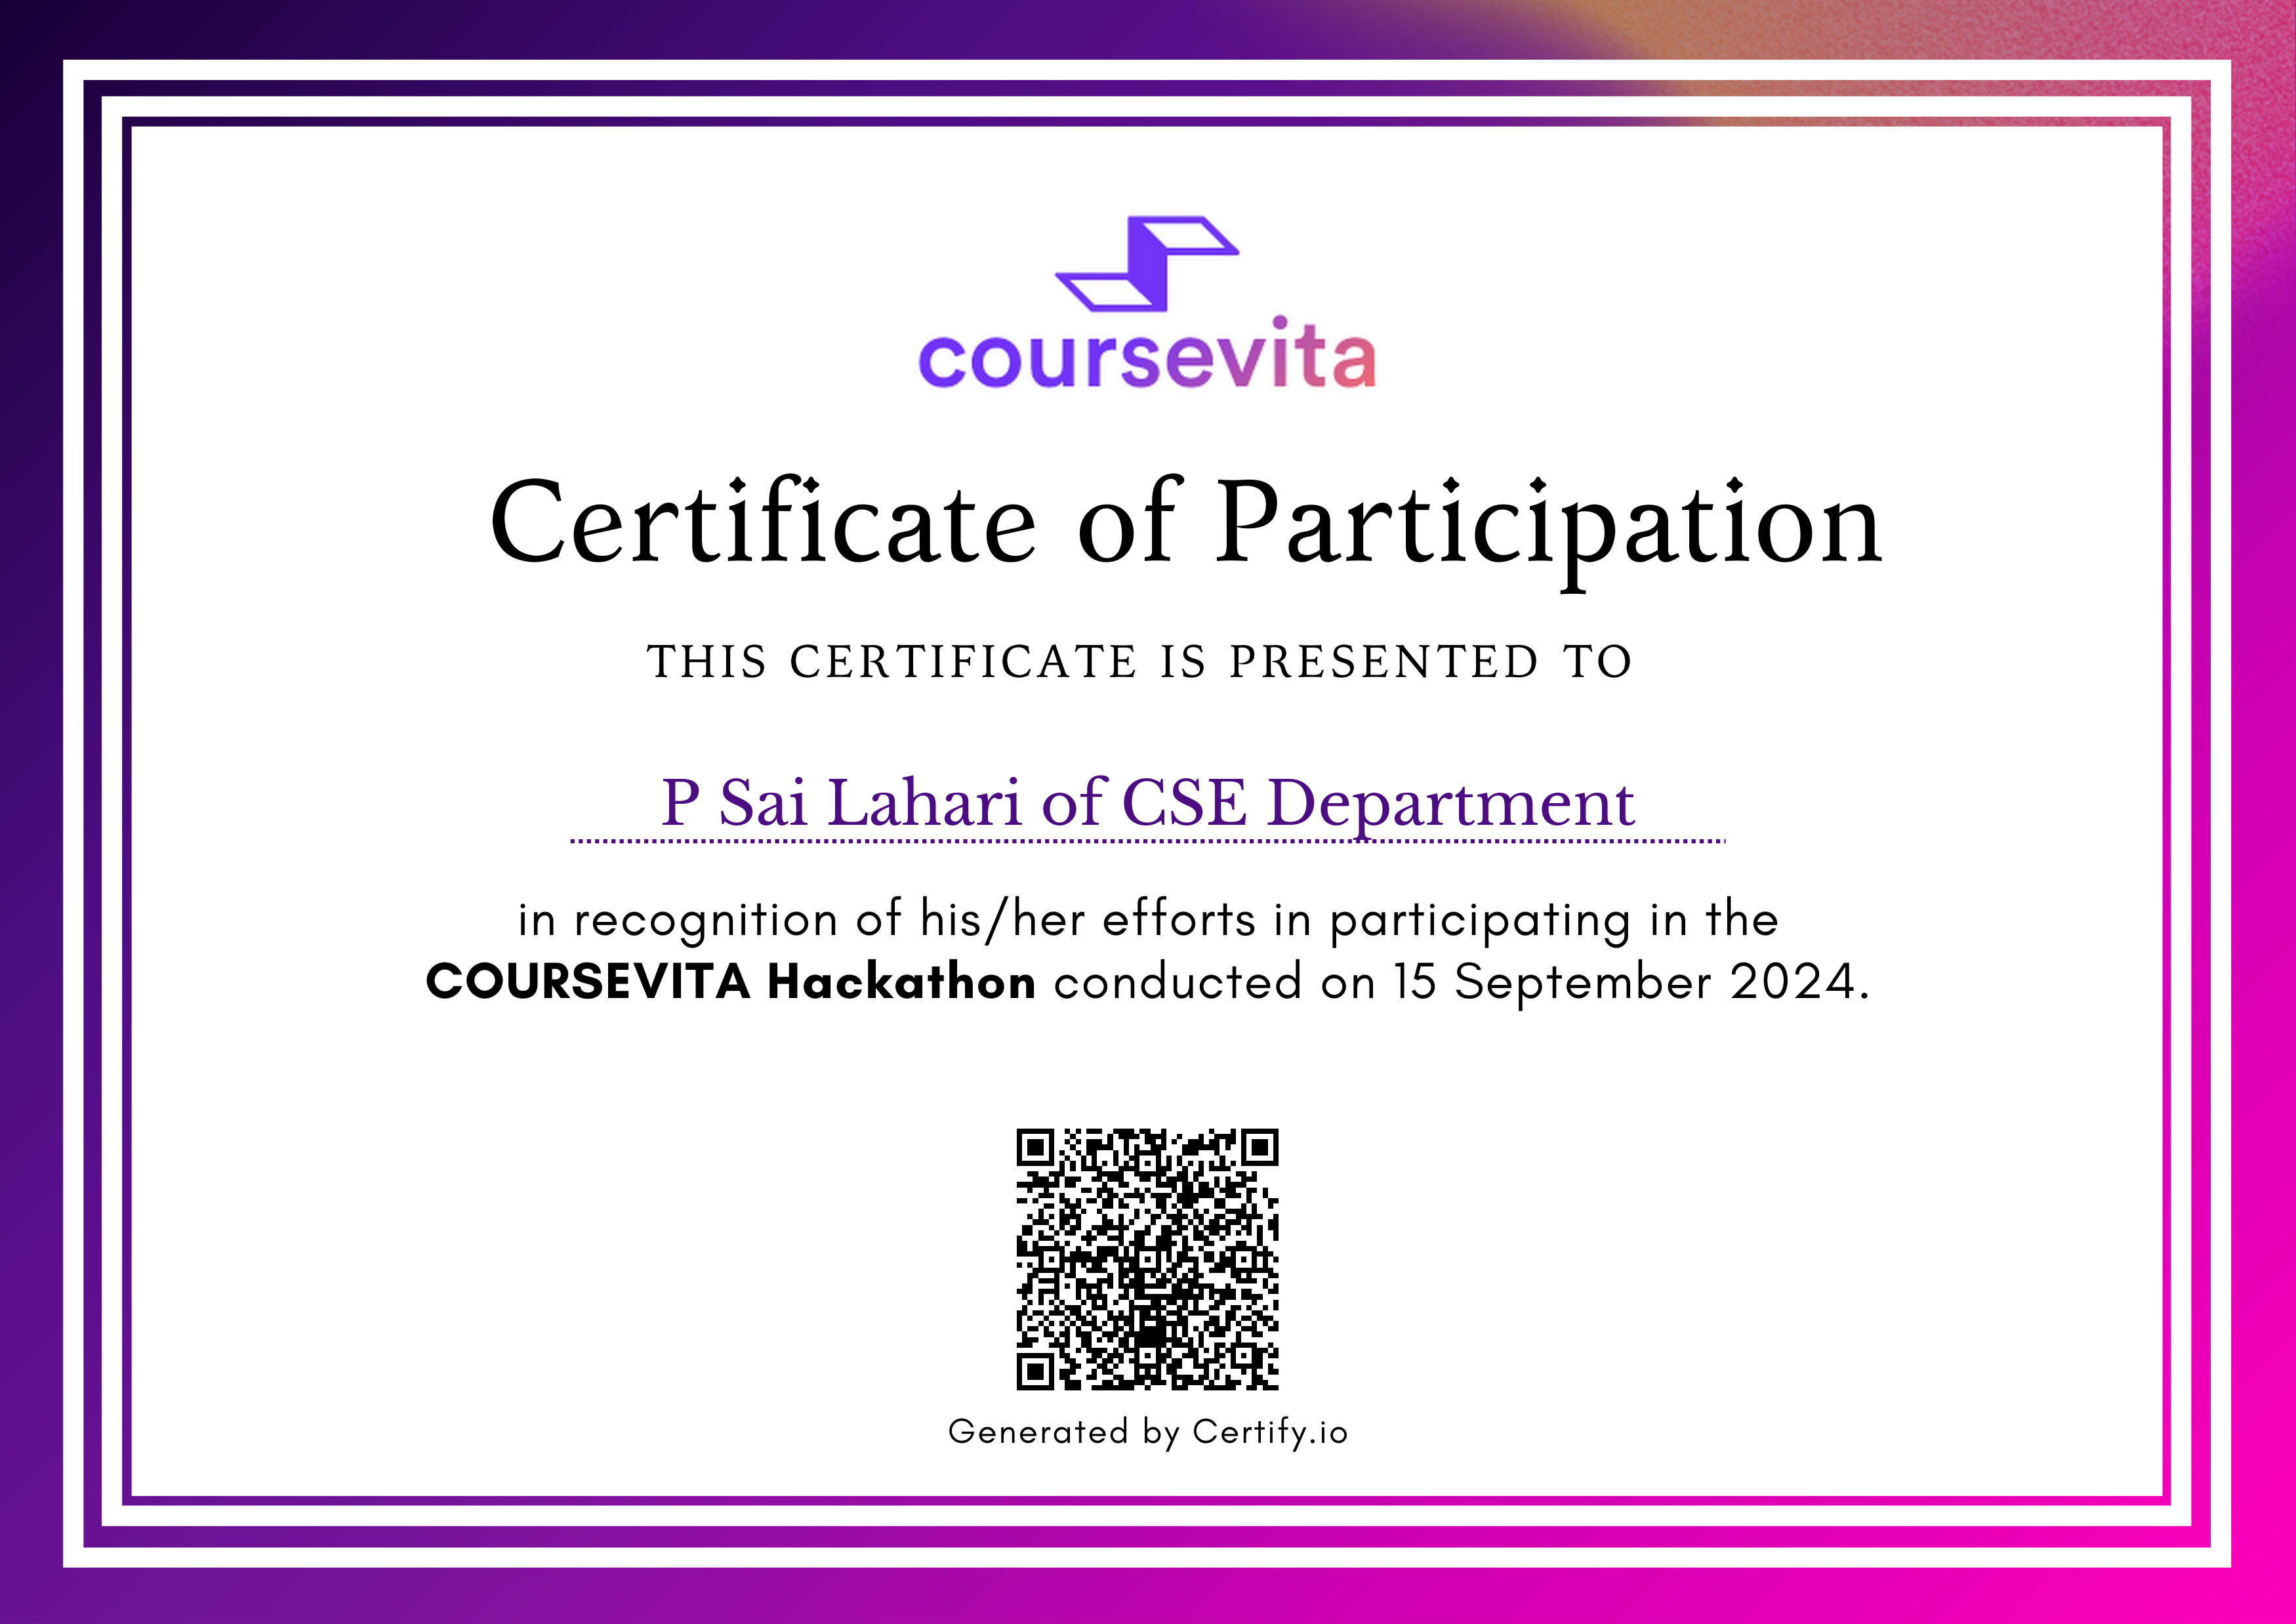 coursevita
Certificate of Participation
THIS CERTIFICATE IS PRESENTED TO
P Sai Lahari of CSE Department
in recognition of his/her efforts in participating in the
COURSEVITA Hackathon conducted on 15 September 2024.
Generated by Certify.io